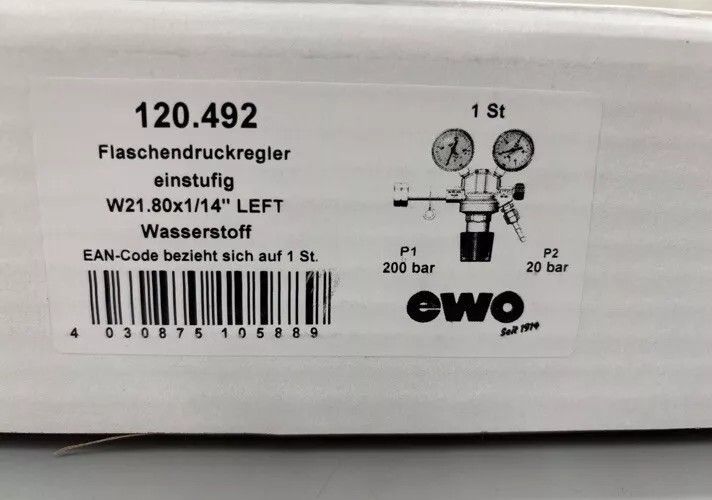 120.492
Flaschendruckregler
einstufig
W21.80x1/14" LEFT
Wasserstoff
EAN-Code bezieht sich auf 1 St.
4 030875 105889
1 St
P1
200 bar
P2
20 bar
ewo
Seit 1974